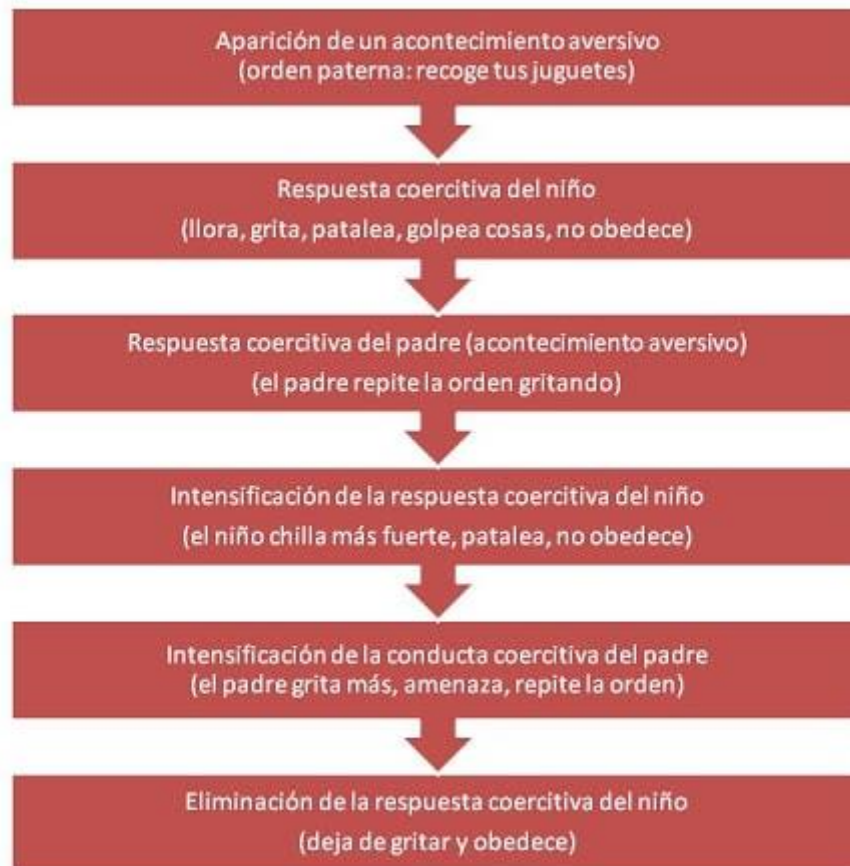 Aparición de un acontecimiento aversivo
(orden paterna: recoge tus juguetes)
Respuesta coercitiva del niño
(llora, grita, patalea, golpea cosas, no obedece)
Respuesta coercitiva del padre (acontecimiento aversivo)
(el padre repite la orden gritando)
Intensificación de la respuesta coercitiva del niño
(el niño chilla más fuerte, patalea, no obedece)
Intensificación de la conducta coercitiva del padre
(el padre grita más, amenaza, repite la orden)
Eliminación de la respuesta coercitiva del niño
(deja de gritar y obedece)